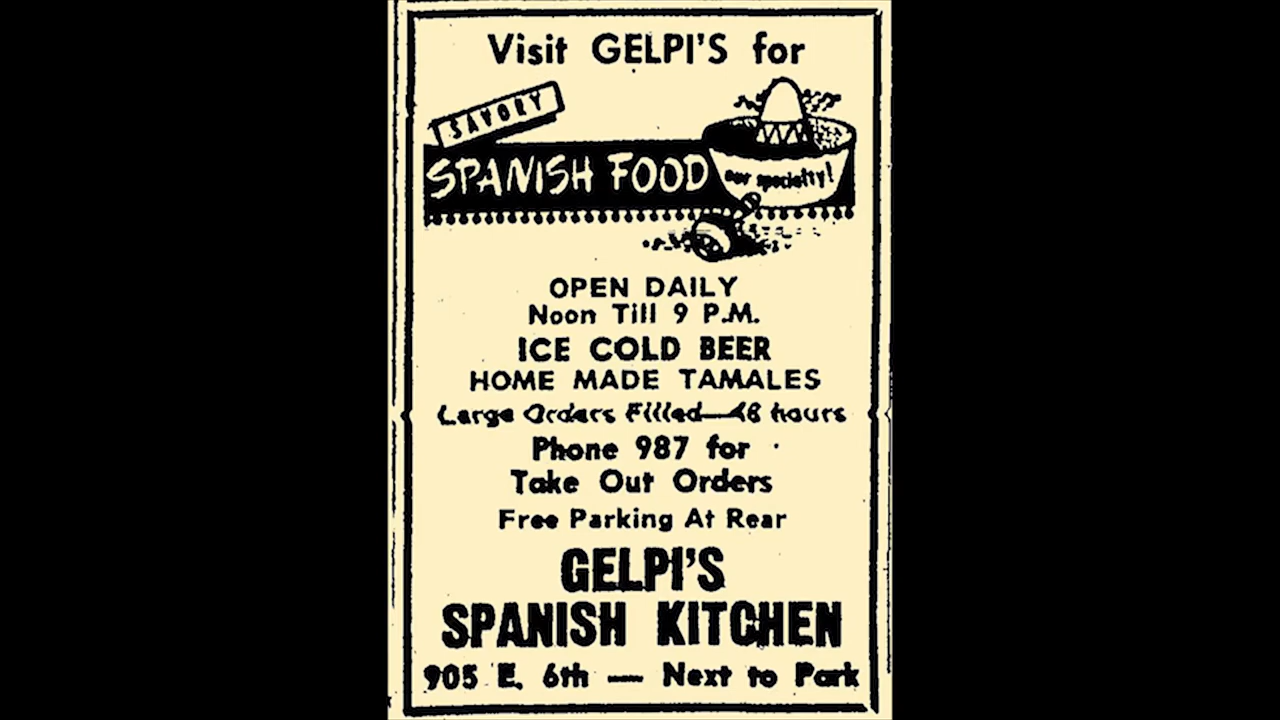 Visit GELPI'S for
SAVORY
SPANISH FOOD
our specialty!
OPEN DAILY
Noon Till 9 P.M.
ICE COLD BEER
HOME MADE TAMALES
Large Orders Filled—48 hours
Phone 987 for
Take Out Orders
Free Parking At Rear
GELPI'S
SPANISH KITCHEN
905 E. 6th — Next to Park